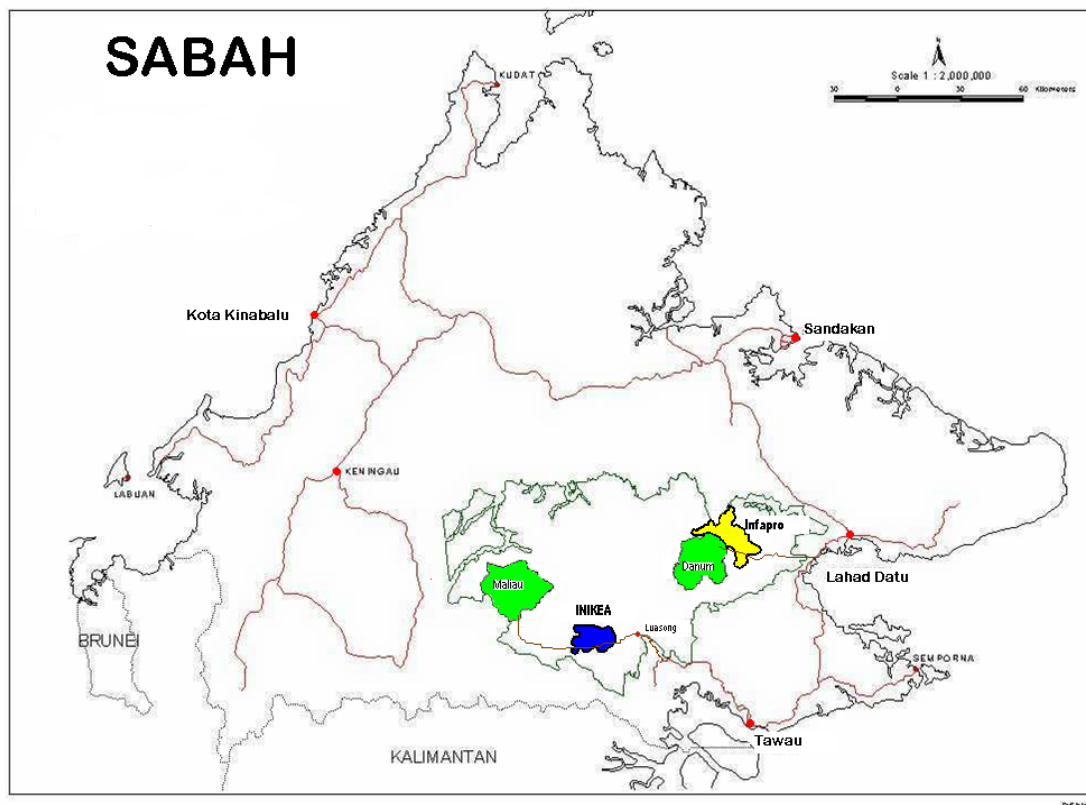 SABAH
N
Scale 1 : 2,000,000
30 0 30 60 Kilometers
KUDAT
Kota Kinabalu
Sandakan
KENINGAU
LABUAN
Infapro
Danum
Lahad Datu
Maliau
INIKEA
Luasong
BRUNEI
SEMPORNA
Tawau
KALIMANTAN